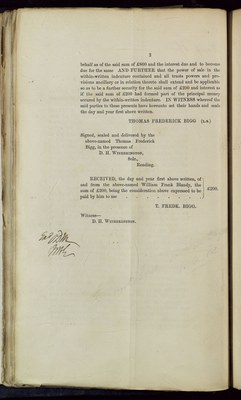 2
behalf as of the said sum of £800 and the interest due and to become
due for the same. AND FURTHER that the power of sale in the
within-written indenture contained and all trusts powers and pro-
visions ancillary or in relation thereto shall extend and be applicable
so as to be a further security for the said sum of £200 and interest as
if the said sum of £200 had formed part of the principal money
secured by the within-written indenture. IN WITNESS whereof the
said parties to these presents have hereunto set their hands and seals
the day and year first above written.
THOMAS FREDERICK BIGG (L.S.)
Signed, sealed and delivered by the
above-named Thomas Frederick
Bigg, in the presence of
D. H. WITHERINGTON,
Solr.,
Reading.
RECEIVED, the day and year first above written, of
and from the above-named William Frank Blandy, the
sum of £200, being the consideration above expressed to be
paid by him to me
£200.
T. FREDK. BIGG.
Witness—
D. H. WITHERINGTON.